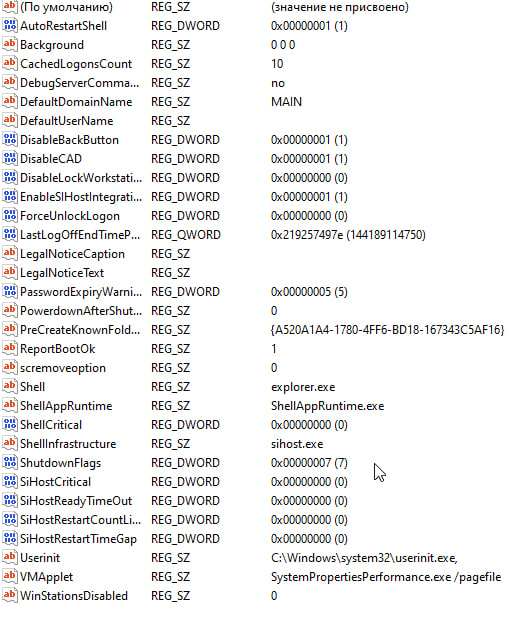 (По умолчанию) REG_SZ (значение не присвоено)
AutoRestartShell REG_DWORD 0x00000001 (1)
Background REG_SZ 0 0 0
CachedLogonsCount REG_SZ 10
DebugServerComma... REG_SZ no
DefaultDomainName REG_SZ MAIN
DefaultUserName REG_SZ
DisableBackButton REG_DWORD 0x00000001 (1)
DisableCAD REG_DWORD 0x00000001 (1)
DisableLockWorkstati... REG_DWORD 0x00000000 (0)
EnableSIHostIntegrati... REG_DWORD 0x00000001 (1)
ForceUnlockLogon REG_DWORD 0x00000000 (0)
LastLogOffEndTimeP... REG_QWORD 0x219257497e (144189114750)
LegalNoticeCaption REG_SZ
LegalNoticeText REG_SZ
PasswordExpiryWarni... REG_DWORD 0x00000005 (5)
PowerdownAfterShut... REG_SZ 0
PreCreateKnownFold... REG_SZ {A520A1A4-1780-4FF6-BD18-167343C5AF16}
ReportBootOk REG_SZ 1
scremoveoption REG_SZ 0
Shell REG_SZ explorer.exe
ShellAppRuntime REG_SZ ShellAppRuntime.exe
ShellCritical REG_DWORD 0x00000000 (0)
ShellInfrastructure REG_SZ sihost.exe
ShutdownFlags REG_DWORD 0x00000007 (7)
SiHostCritical REG_DWORD 0x00000000 (0)
SiHostReadyTimeOut REG_DWORD 0x00000000 (0)
SiHostRestartCountLi... REG_DWORD 0x00000000 (0)
SiHostRestartTimeGap REG_DWORD 0x00000000 (0)
Userinit REG_SZ C:\Windows\system32\userinit.exe,
VMApplet REG_SZ SystemPropertiesPerformance.exe /pagefile
WinStationsDisabled REG_SZ 0